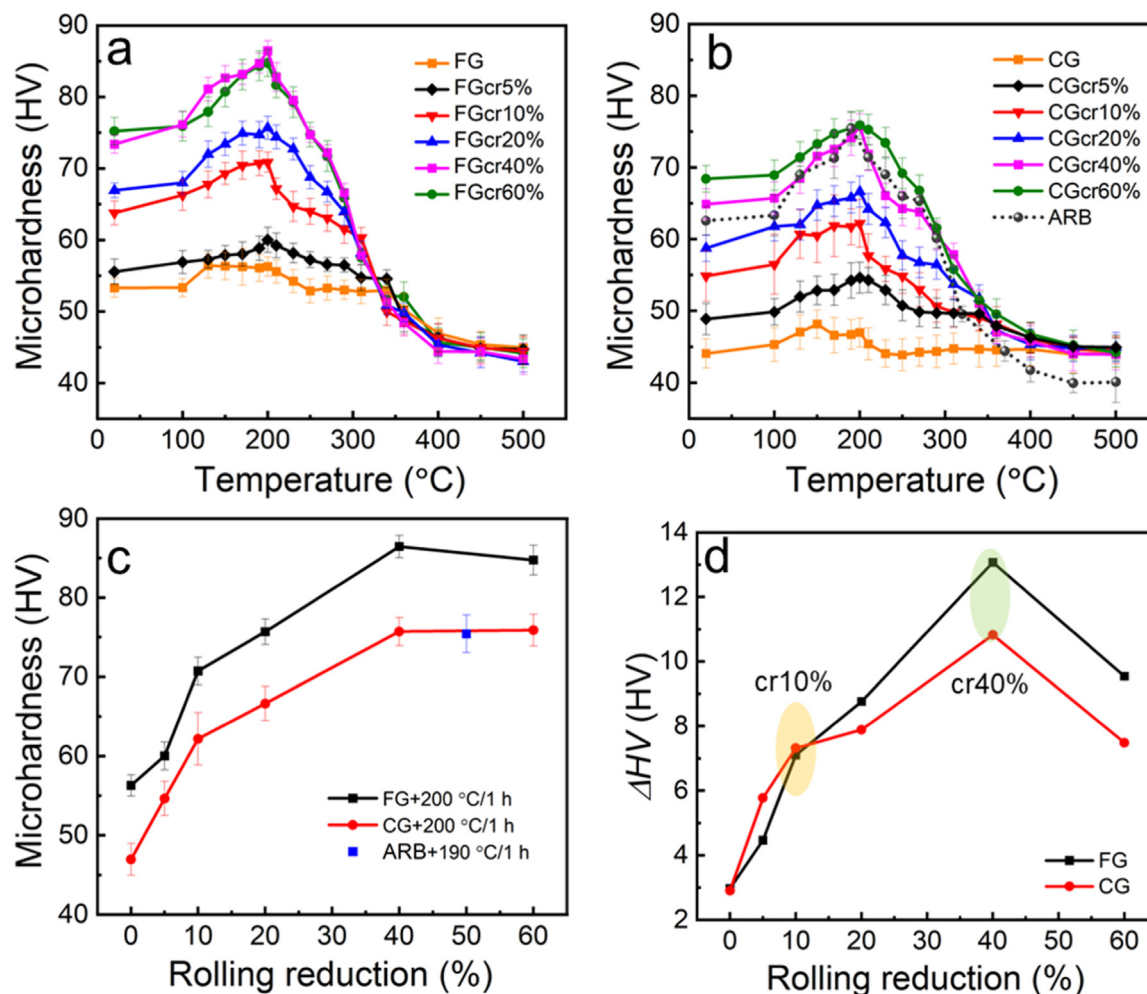 a
Microhardness (HV)
90
80
70
60
50
40
0 100 200 300 400 500
Temperature (°C)
FG
FGcr5%
FGcr10%
FGcr20%
FGcr40%
FGcr60%
b
Microhardness (HV)
90
80
70
60
50
40
0 100 200 300 400 500
Temperature (°C)
CG
CGcr5%
CGcr10%
CGcr20%
CGcr40%
CGcr60%
ARB
c
Microhardness (HV)
90
80
70
60
50
40
0 10 20 30 40 50 60
Rolling reduction (%)
FG+200 °C/1 h
CG+200 °C/1 h
ARB+190 °C/1 h
d
ΔHV (HV)
14
12
10
8
6
4
2
0 10 20 30 40 50 60
Rolling reduction (%)
cr10%
cr40%
FG
CG